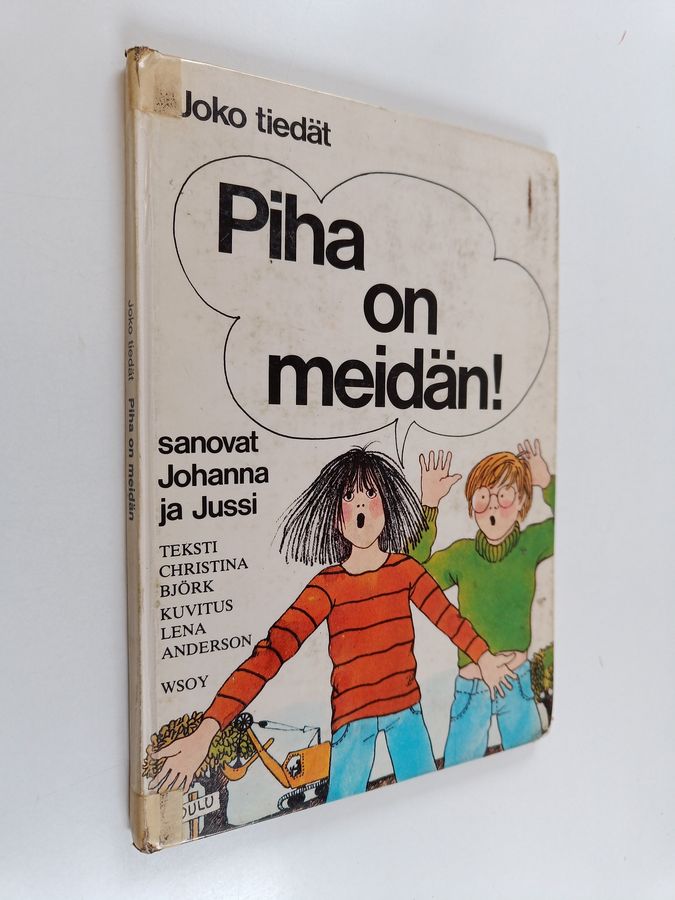 Joko tiedät
Piha
on
meidän!
sanovat
Johanna
ja Jussi
TEKSTI
CHRISTINA
BJÖRK
KUVITUS
LENA
ANDERSON
WSOY
Joko tiedät Piha on meidän
OULU